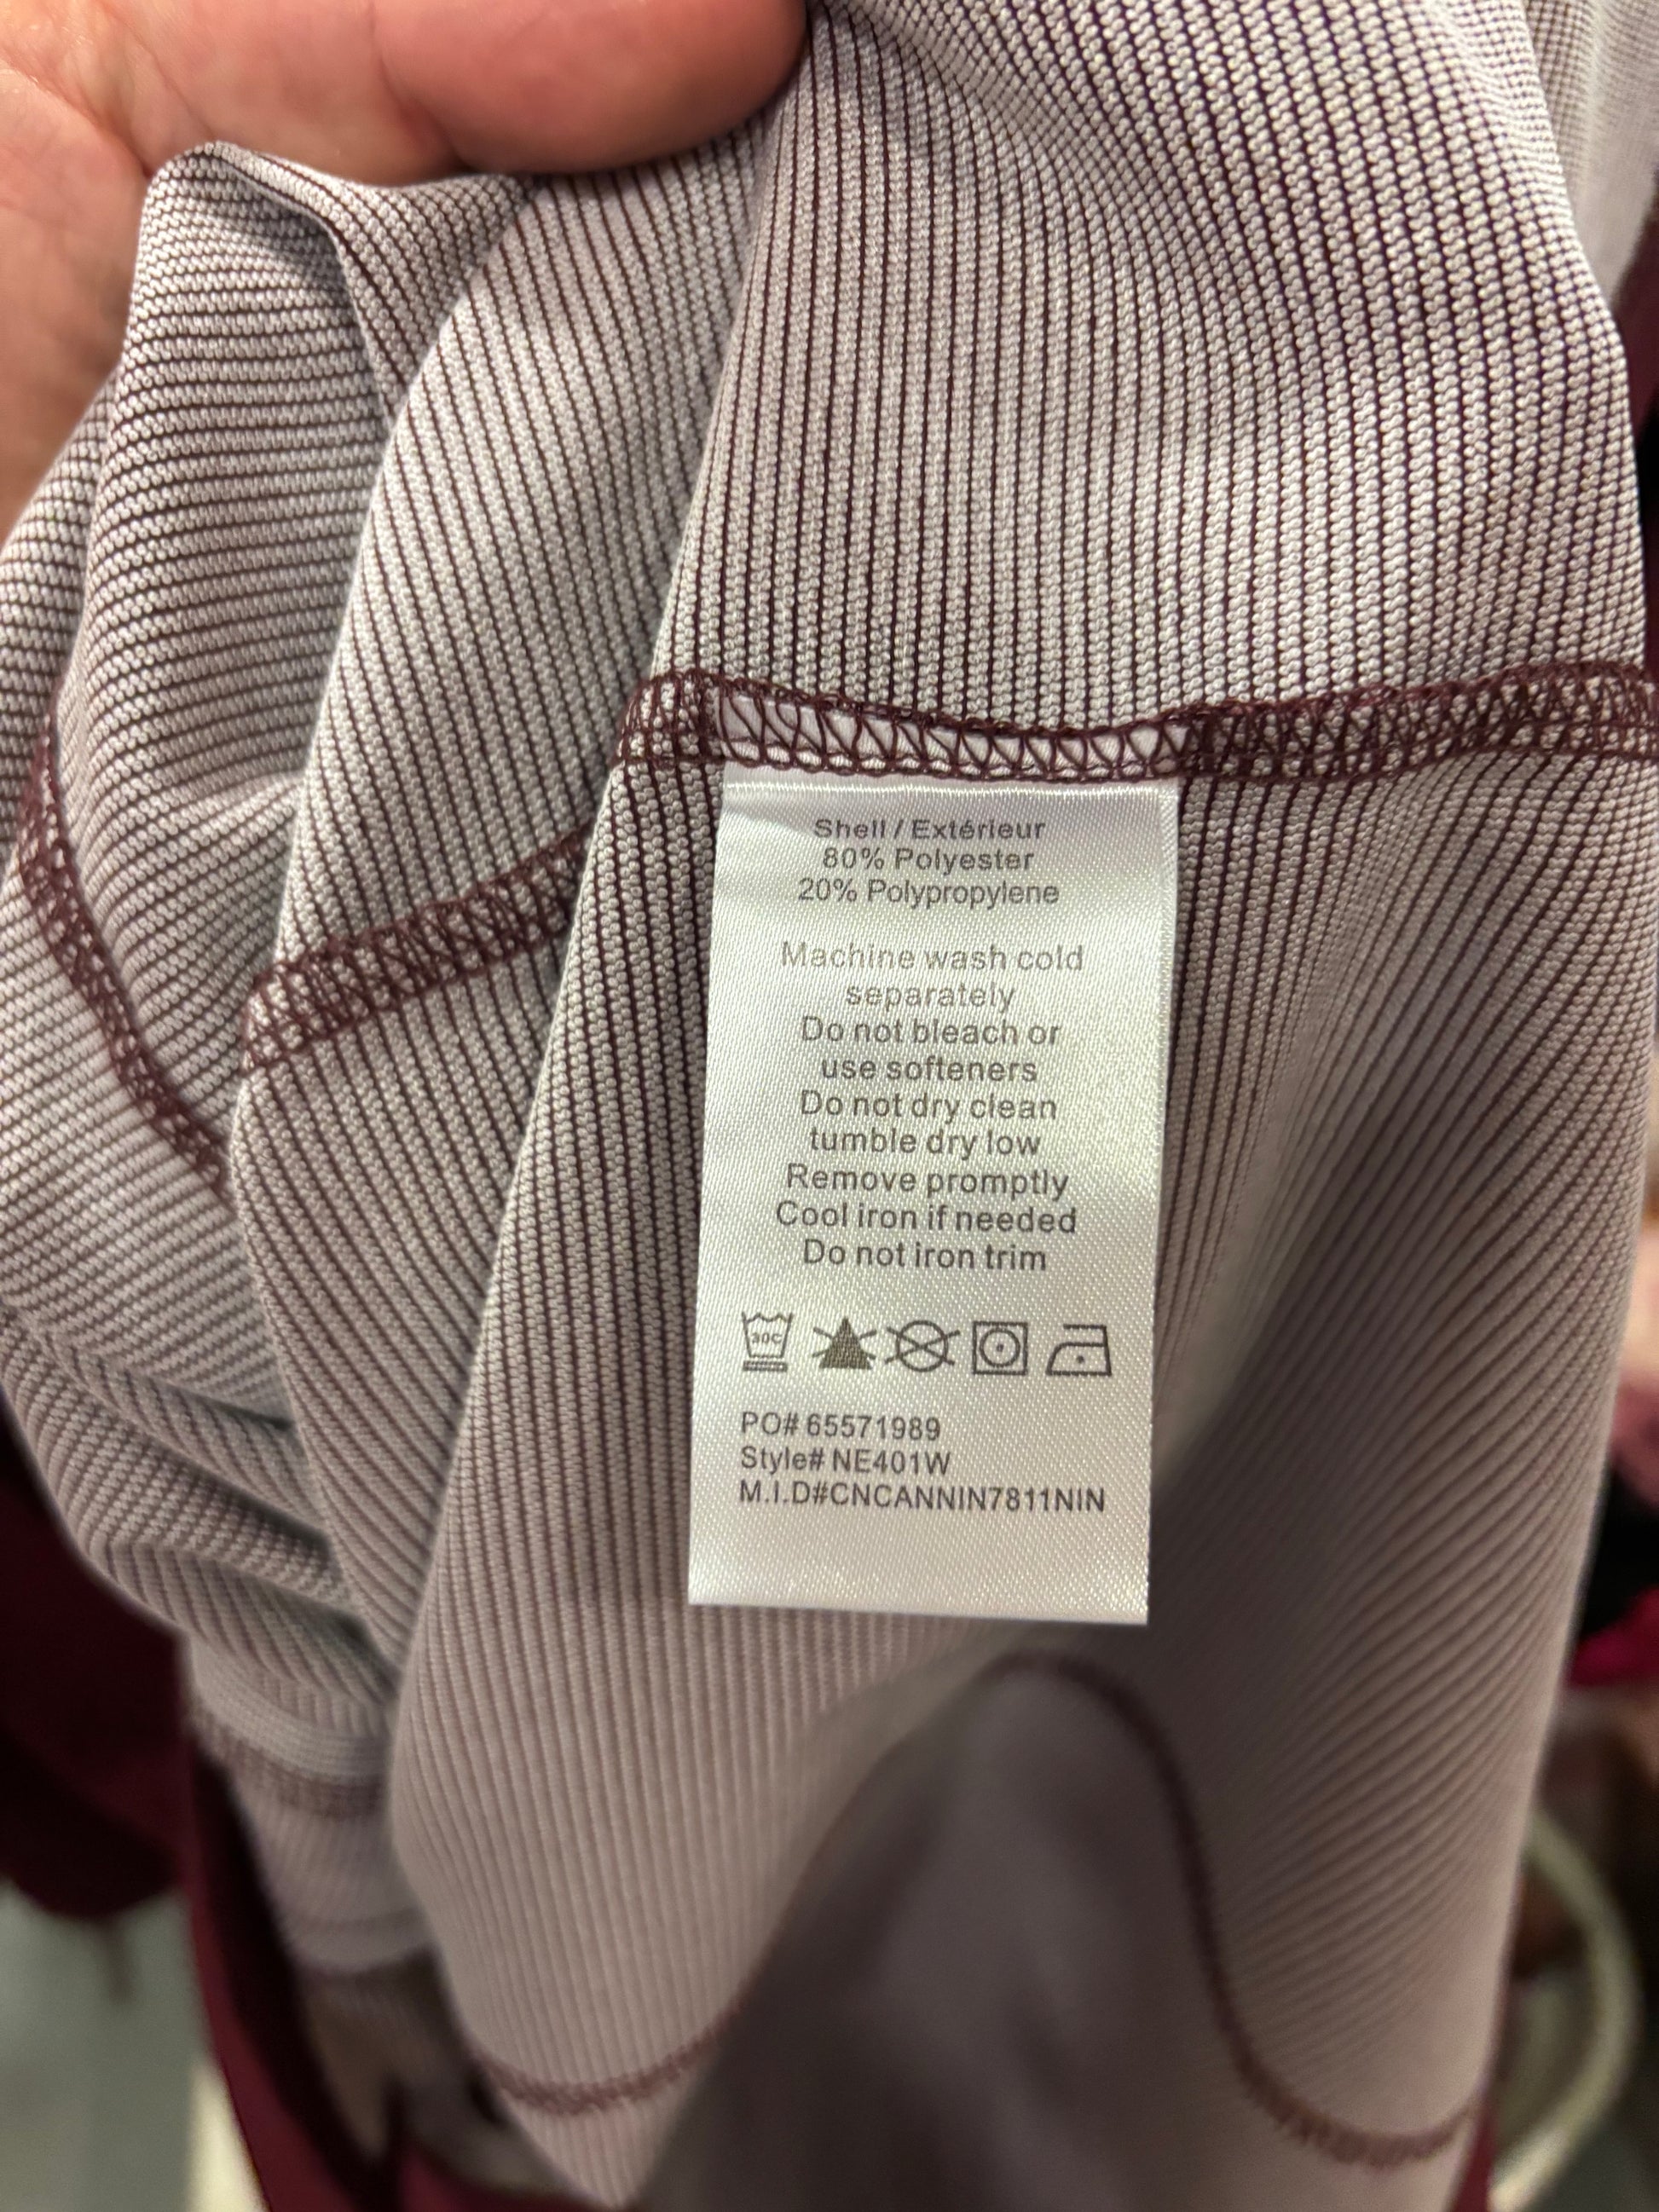 Shell / Extérieur
80% Polyester
20% Polypropylene
Machine wash cold
separately
Do not bleach or
use softeners
Do not dry clean
tumble dry low
Remove promptly
Cool iron if needed
Do not iron trim
30C
PO# 65571989
Style# NE401W
M.I.D#CNCANNIN7811NIN